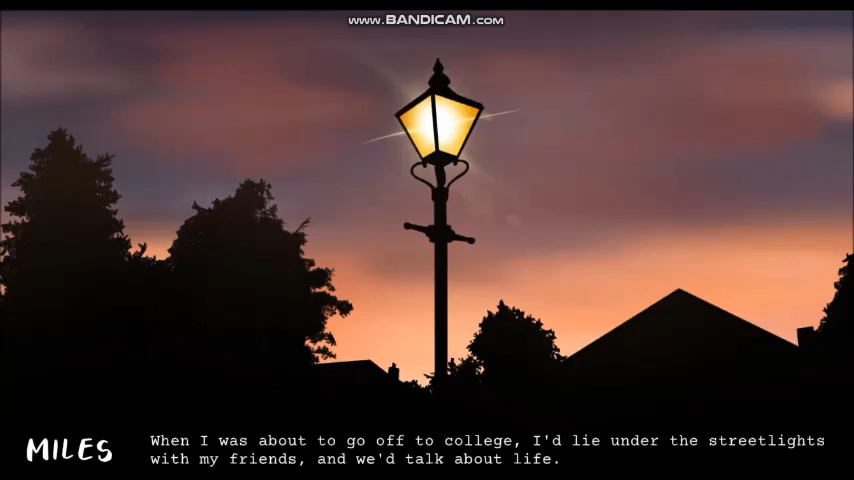 www.BANDICAM.com
MILES
When I was about to go off to college, I'd lie under the streetlights
with my friends, and we'd talk about life.